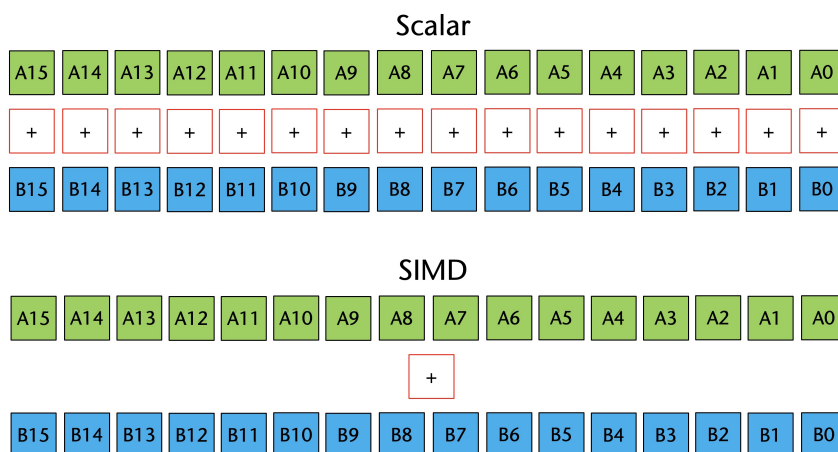 Scalar
A15 A14 A13 A12 A11 A10 A9 A8 A7 A6 A5 A4 A3 A2 A1 A0
+ + + + + + + + + + + + + + + +
B15 B14 B13 B12 B11 B10 B9 B8 B7 B6 B5 B4 B3 B2 B1 B0
SIMD
A15 A14 A13 A12 A11 A10 A9 A8 A7 A6 A5 A4 A3 A2 A1 A0
+
B15 B14 B13 B12 B11 B10 B9 B8 B7 B6 B5 B4 B3 B2 B1 B0